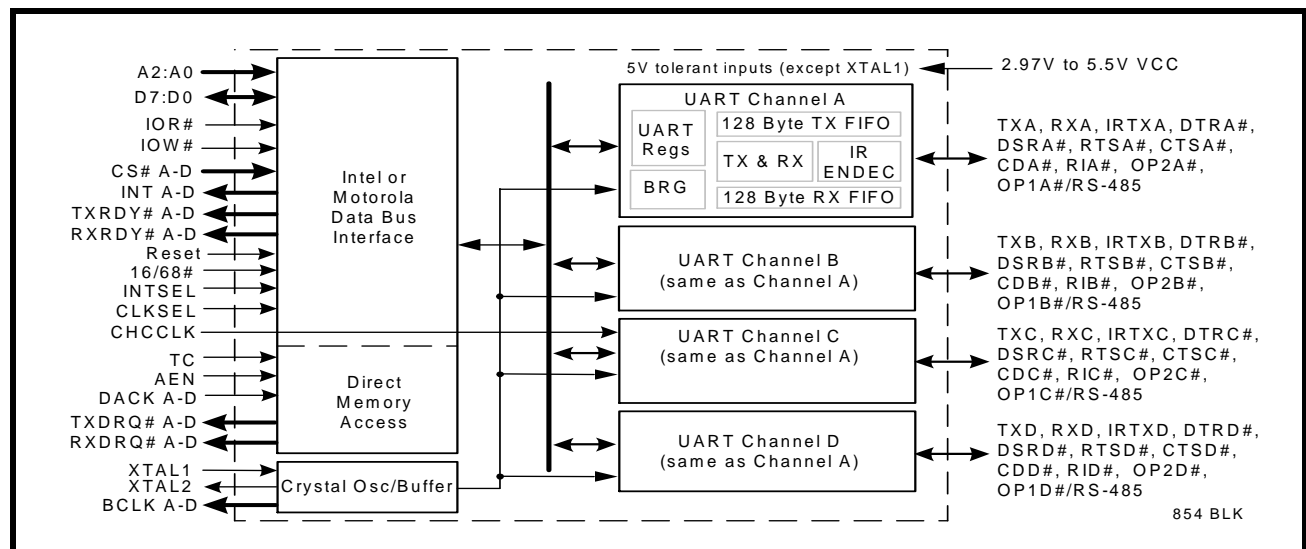 A2:A0
D7:D0
IOR#
IOW#
CS# A-D
INT A-D
TXRDY# A-D
RXRDY# A-D
Reset
16/68#
INTSEL
CLKSEL
CHCCLK
TC
AEN
DACK A-D
TXDRQ# A-D
RXDRQ# A-D
XTAL1
XTAL2
BCLK A-D
Intel or
Motorola
Data Bus
Interface
Direct
Memory
Access
Crystal Osc/Buffer
5V tolerant inputs (except XTAL1)
2.97V to 5.5V VCC
UART Channel A
UART
Regs
BRG
128 Byte TX FIFO
TX & RX
IR
ENDEC
128 Byte RX FIFO
TXA, RXA, IRTXA, DTRA#,
DSRA#, RTSA#, CTSA#,
CDA#, RIA#, OP2A#,
OP1A#/RS-485
UART Channel B
(same as Channel A)
TXB, RXB, IRTXB, DTRB#,
DSRB#, RTSB#, CTSB#,
CDB#, RIB#, OP2B#,
OP1B#/RS-485
UART Channel C
(same as Channel A)
TXC, RXC, IRTXC, DTRC#,
DSRC#, RTSC#, CTSC#,
CDC#, RIC#, OP2C#,
OP1C#/RS-485
UART Channel D
(same as Channel A)
TXD, RXD, IRTXD, DTRD#,
DSRD#, RTSD#, CTSD#,
CDD#, RID#, OP2D#,
OP1D#/RS-485
854 BLK